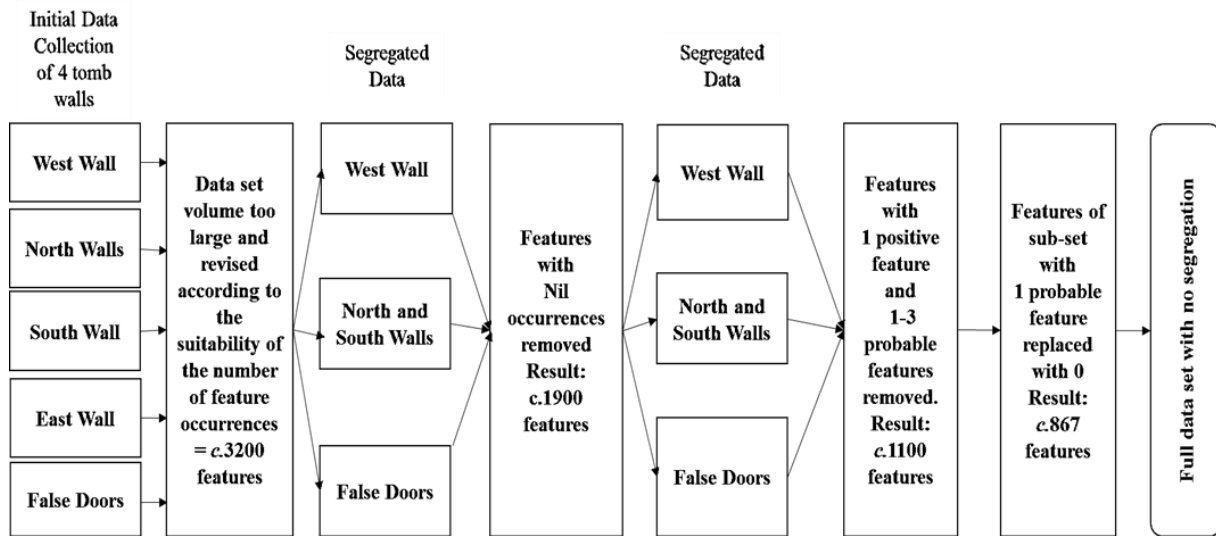 Initial Data
Collection
of 4 tomb
walls
West Wall
North Walls
South Wall
East Wall
False Doors
Data set
volume too
large and
revised
according to
the
suitability of
the number
of feature
occurrences
= c.3200
features
Segregated
Data
West Wall
North and
South Walls
False Doors
Features
with
Nil
occurrences
removed
Result:
c.1900
features
Segregated
Data
West Wall
North and
South Walls
False Doors
Features
with
1 positive
feature
and
1-3
probable
features
removed.
Result:
c.1100
features
Features of
sub-set
with
1 probable
feature
replaced
with 0
Result:
c.867
features
Full data set with no segregation